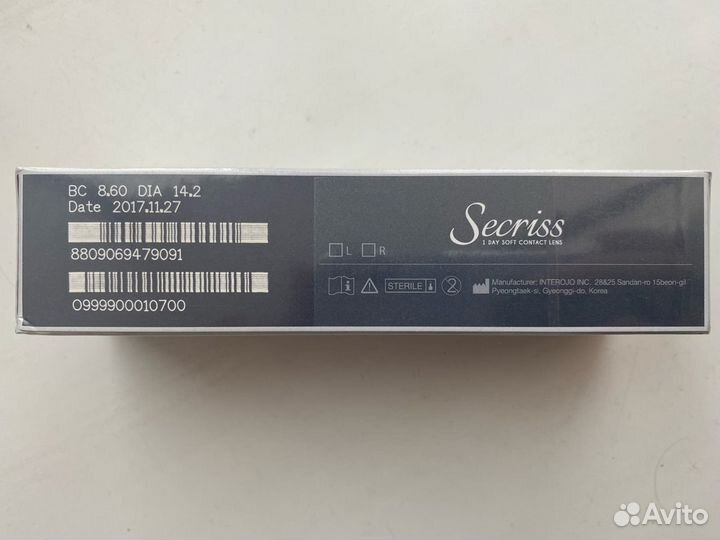 BC 8.60 DIA 14.2
Date 2017.11.27
8809069479091
0999900010700
Secriss
1 DAY SOFT CONTACT LENS
L R
STERILE 2
Manufacturer: INTEROJO INC. 28&25 Sandan-ro 15beon-gil
Pyeongtaek-si, Gyeonggi-do, Korea
Avito